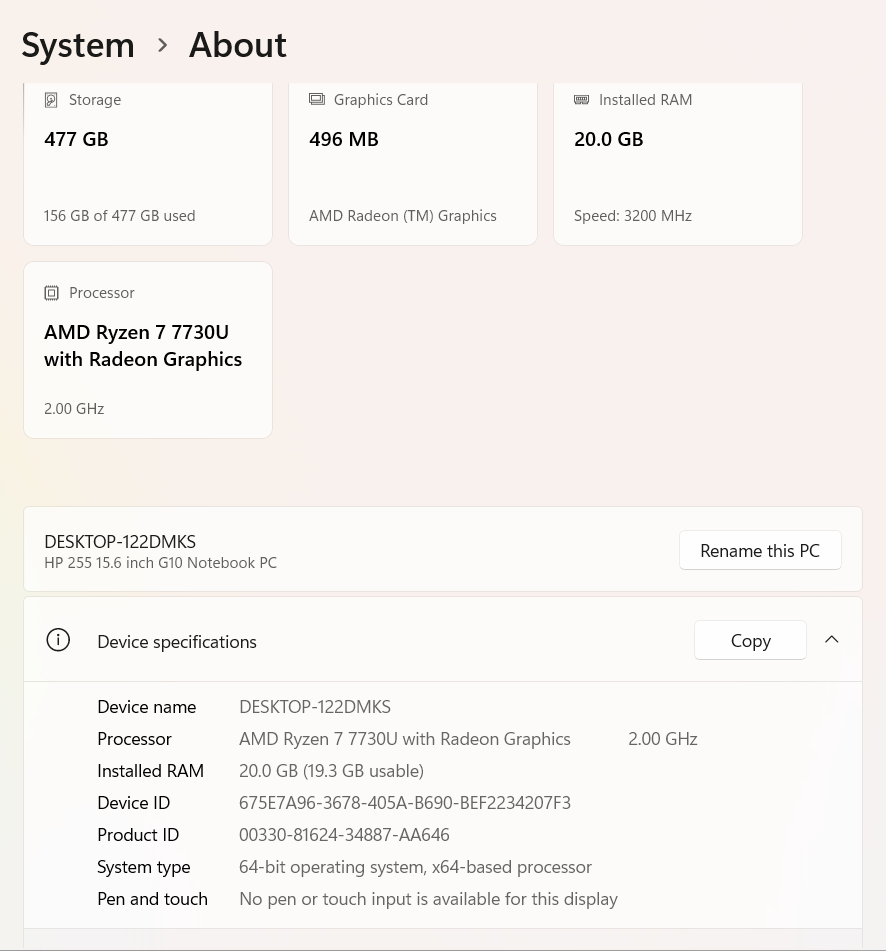 System > About
Storage
477 GB
156 GB of 477 GB used
Graphics Card
496 MB
AMD Radeon (TM) Graphics
Installed RAM
20.0 GB
Speed: 3200 MHz
Processor
AMD Ryzen 7 7730U
with Radeon Graphics
2.00 GHz
DESKTOP-122DMKS
HP 255 15.6 inch G10 Notebook PC
Rename this PC
Device specifications
Copy
Device name DESKTOP-122DMKS
Processor AMD Ryzen 7 7730U with Radeon Graphics 2.00 GHz
Installed RAM 20.0 GB (19.3 GB usable)
Device ID 675E7A96-3678-405A-B690-BEF2234207F3
Product ID 00330-81624-34887-AA646
System type 64-bit operating system, x64-based processor
Pen and touch No pen or touch input is available for this display